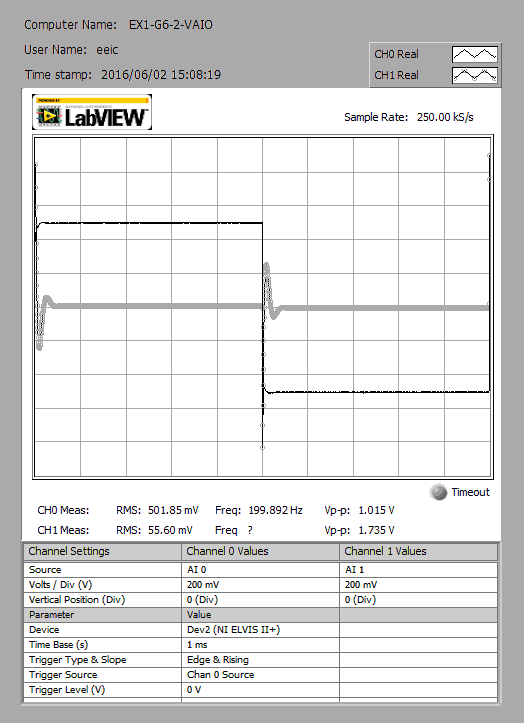 Computer Name: EX1-G6-2-VAIO
User Name: eeic
Time stamp: 2016/06/02 15:08:19
CH0 Real
CH1 Real
POWERED BY
LabVIEW
Sample Rate: 250.00 kS/s
Timeout
CH0 Meas: RMS: 501.85 mV Freq: 199.892 Hz Vp-p: 1.015 V
CH1 Meas: RMS: 55.60 mV Freq ? Vp-p: 1.735 V
Channel Settings Channel 0 Values Channel 1 Values
Source AI 0 AI 1
Volts / Div (V) 200 mV 200 mV
Vertical Position (Div) 0 (Div) 0 (Div)
Parameter Value
Device Dev2 (NI ELVIS II+)
Time Base (s) 1 ms
Trigger Type & Slope Edge & Rising
Trigger Source Chan 0 Source
Trigger Level (V) 0 V